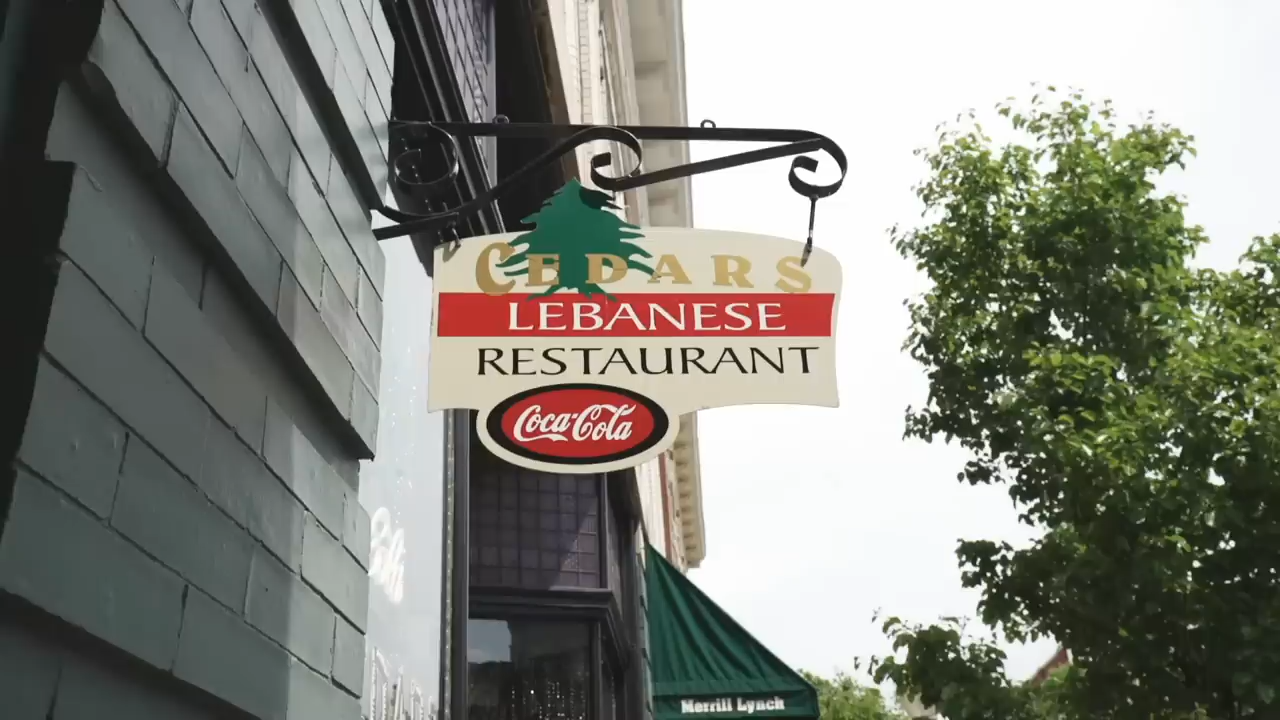 CEDARS
LEBANESE
RESTAURANT
Coca-Cola
Merrill Lynch